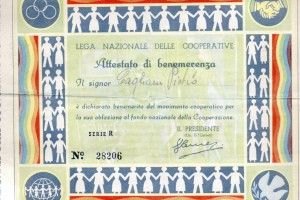 LEGA NAZIONALE DELLE COOPERATIVE
Attestato di benemerenza
Il signor
è dichiarato benemerito del movimento cooperativo per
la sua oblazione al fondo nazionale della Cooperazione.
SERIE R
IL PRESIDENTE
Nº 28206